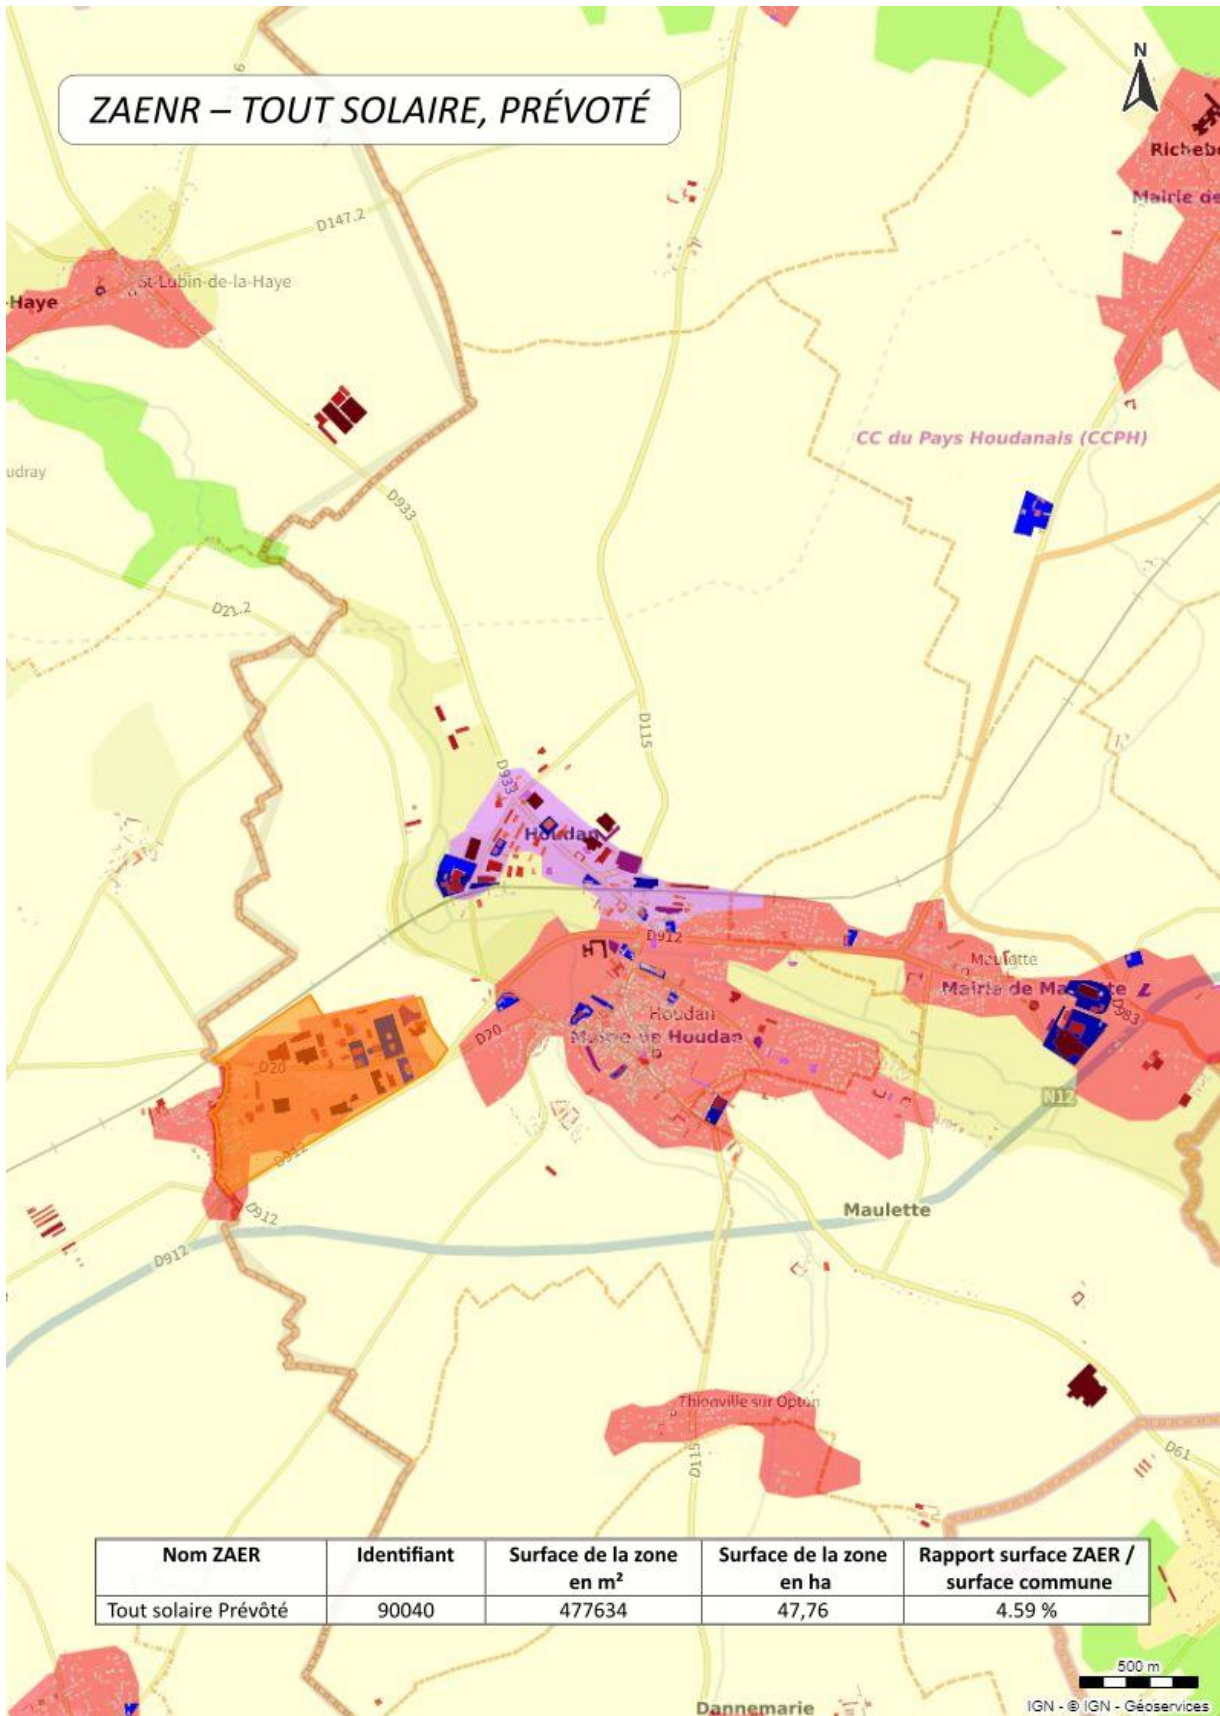 N
ZAENR – TOUT SOLAIRE, PRÉVOTÉ
Mairie de
D147.2
St-Lubin-de-la-Haye
-Haye
CC du Pays Houdanais (CCPH)
udray
D933
D21.2
D115
D933
Houdan
D912
Maulette
Houdan
Mairie de Houdan
D983
D20
D20
N12
D912
D912
D912
Maulette
Thionville sur Opton
D115
D61
Nom ZAER
Identifiant
Surface de la zone en m²
Surface de la zone en ha
Rapport surface ZAER / surface commune
Tout solaire Prévôté
90040
477634
47,76
4.59 %
500 m
Dannemarie
IGN - © IGN - Géoservices